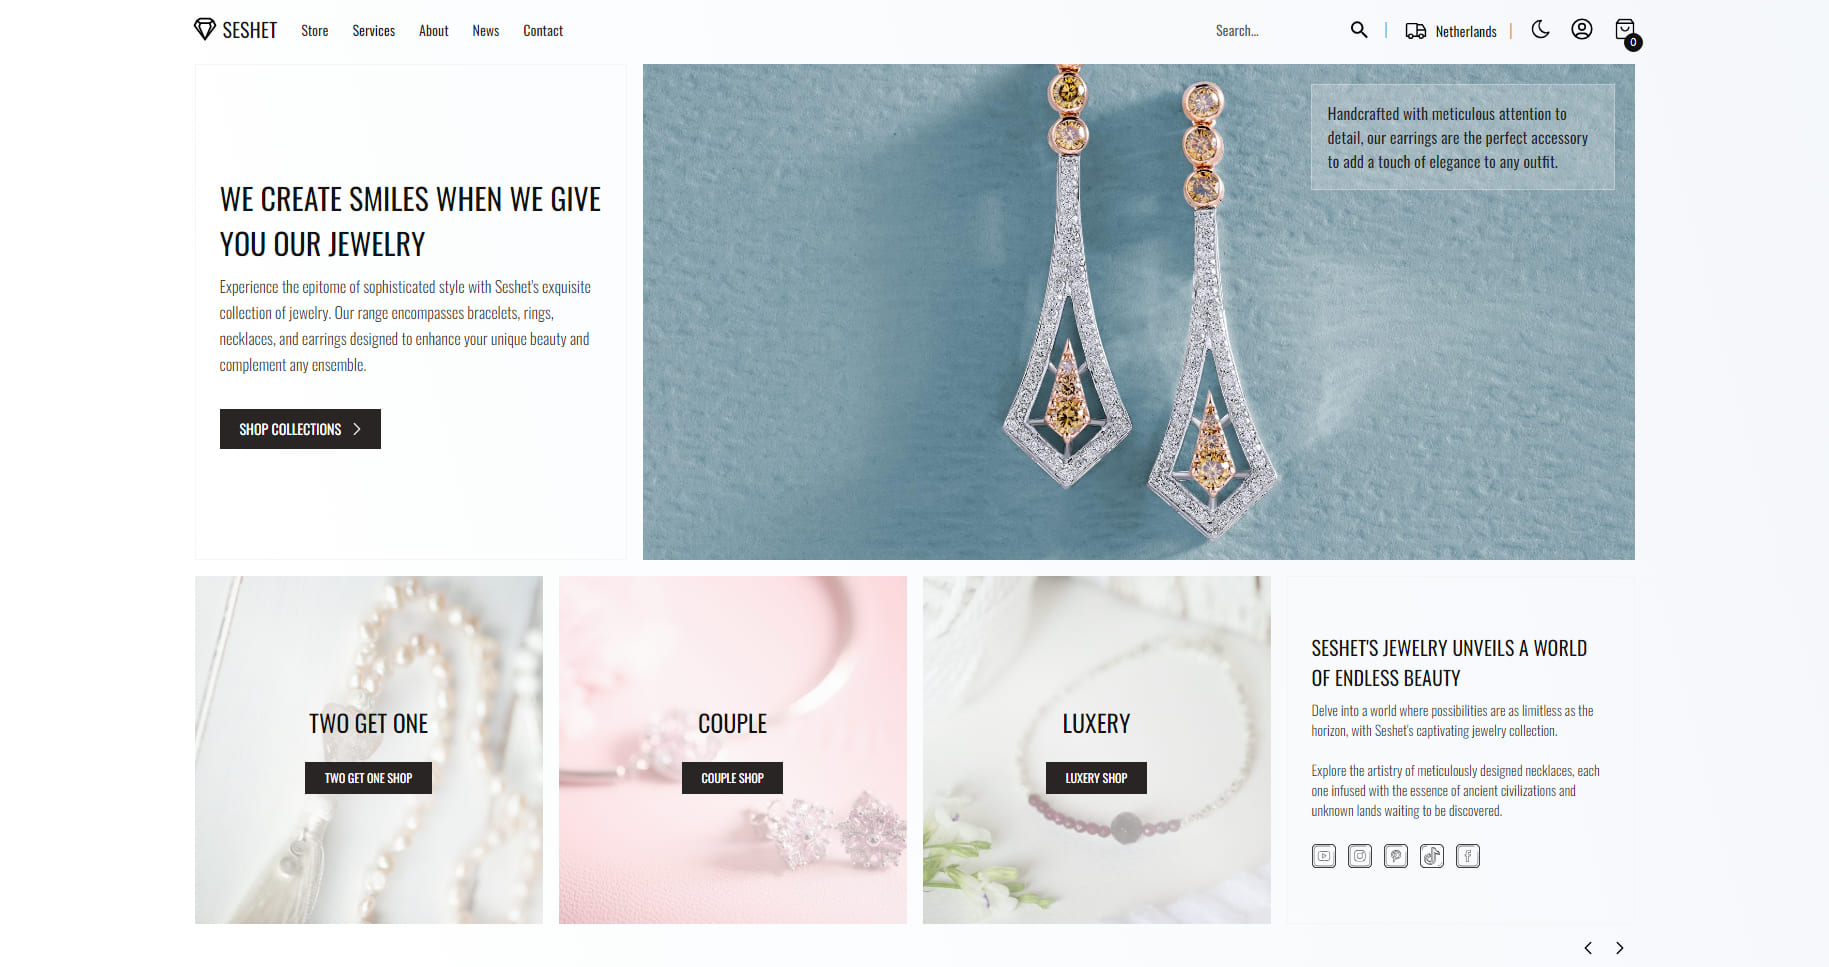 SESHET
Store
Services
About
News
Contact
Search...
Netherlands
0
WE CREATE SMILES WHEN WE GIVE
YOU OUR JEWELRY
Experience the epitome of sophisticated style with Seshet's exquisite
collection of jewelry. Our range encompasses bracelets, rings,
necklaces, and earrings designed to enhance your unique beauty and
complement any ensemble.
SHOP COLLECTIONS
Handcrafted with meticulous attention to
detail, our earrings are the perfect accessory
to add a touch of elegance to any outfit.
TWO GET ONE
TWO GET ONE SHOP
COUPLE
COUPLE SHOP
LUXERY
LUXERY SHOP
SESHET'S JEWELRY UNVEILS A WORLD
OF ENDLESS BEAUTY
Delve into a world where possibilities are as limitless as the
horizon, with Seshet's captivating jewelry collection.
Explore the artistry of meticulously designed necklaces, each
one infused with the essence of ancient civilizations and
unknown lands waiting to be discovered.